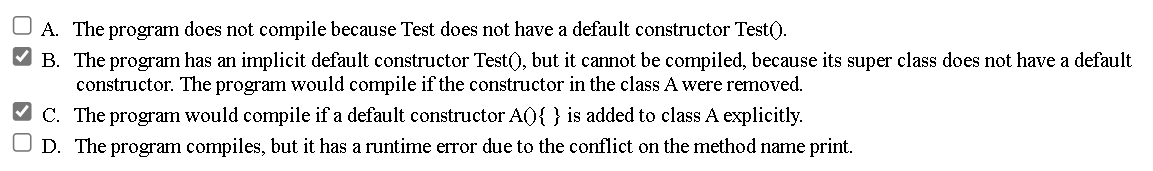 A. The program does not compile because Test does not have a default constructor Test().
B. The program has an implicit default constructor Test(), but it cannot be compiled, because its super class does not have a default
constructor. The program would compile if the constructor in the class A were removed.
C. The program would compile if a default constructor A(){ } is added to class A explicitly.
D. The program compiles, but it has a runtime error due to the conflict on the method name print.